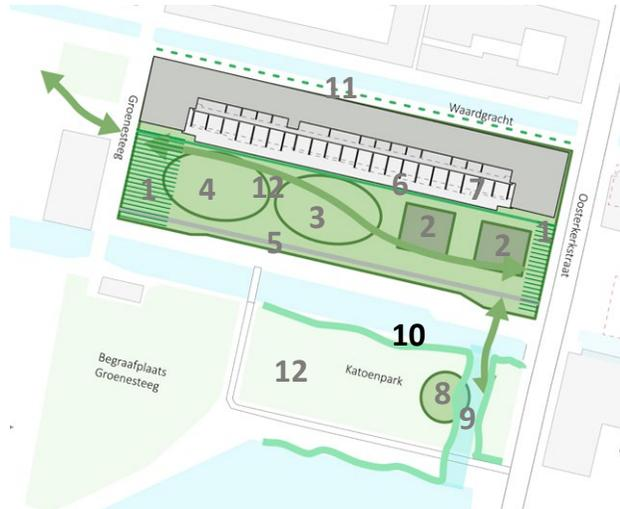 11
Waardgracht
Groenesteeg
1
4
12
3
6
7
2
2
1
5
Oosterkerkstraat
10
12
Katoenpark
8
9
Begraafplaats
Groenesteeg